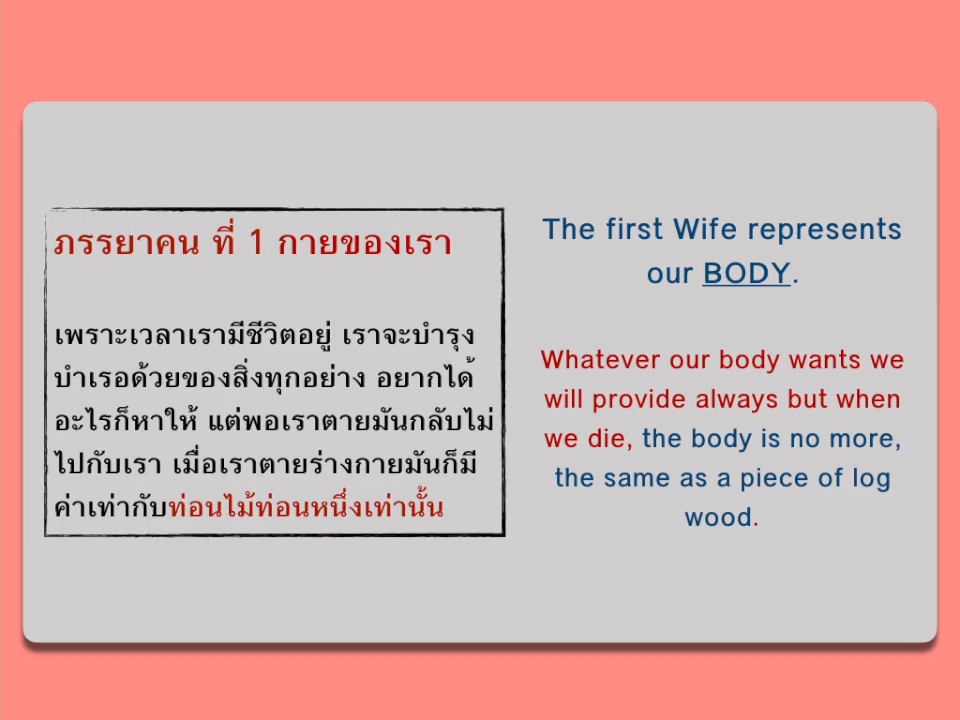 ภรรยาคน ที่ 1 กายของเรา
เพราะเวลาเรามีชีวิตอยู่ เราจะบำรุง
บำเรอด้วยของสิ่งทุกอย่าง อยากได้
อะไรก็หาให้ แต่พอเราตายมันกลับไม่
ไปกับเรา เมื่อเราตายร่างกายมันก็มี
ค่าเท่ากับท่อนไม้ท่อนหนึ่งเท่านั้น
The first Wife represents
our BODY.
Whatever our body wants we
will provide always but when
we die, the body is no more,
the same as a piece of log
wood.